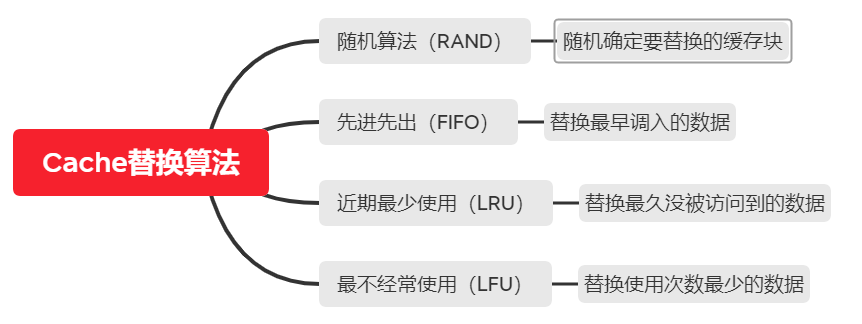 Cache替换算法
随机算法（RAND）
随机确定要替换的缓存块
先进先出（FIFO）
替换最早调入的数据
近期最少使用（LRU）
替换最久没被访问到的数据
最不经常使用（LFU）
替换使用次数最少的数据